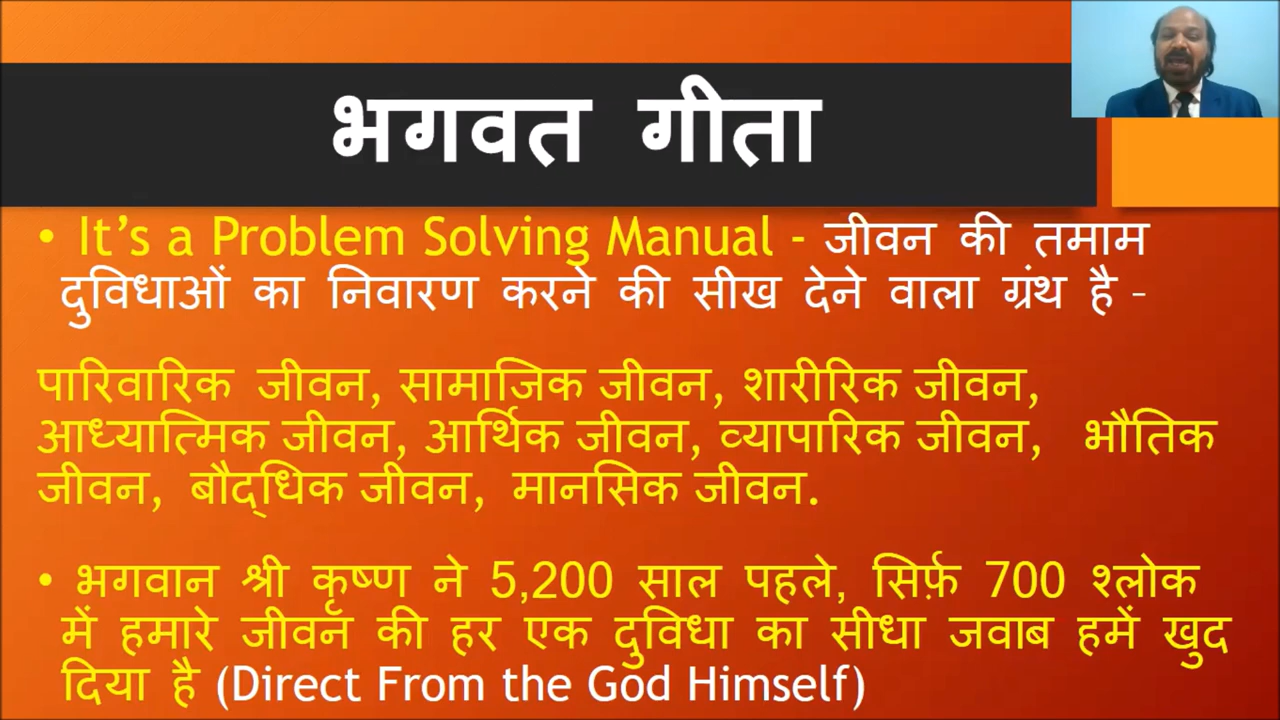 भगवत गीता
• It’s a Problem Solving Manual - जीवन की तमाम
दुविधाओं का निवारण करने की सीख देने वाला ग्रंथ है –
पारिवारिक जीवन, सामाजिक जीवन, शारीरिक जीवन,
आध्यात्मिक जीवन, आर्थिक जीवन, व्यापारिक जीवन, भौतिक
जीवन, बौद्धिक जीवन, मानसिक जीवन.
• भगवान श्री कृष्ण ने 5,200 साल पहले, सिर्फ़ 700 श्लोक
में हमारे जीवन की हर एक दुविधा का सीधा जवाब हमें खुद
दिया है (Direct From the God Himself)